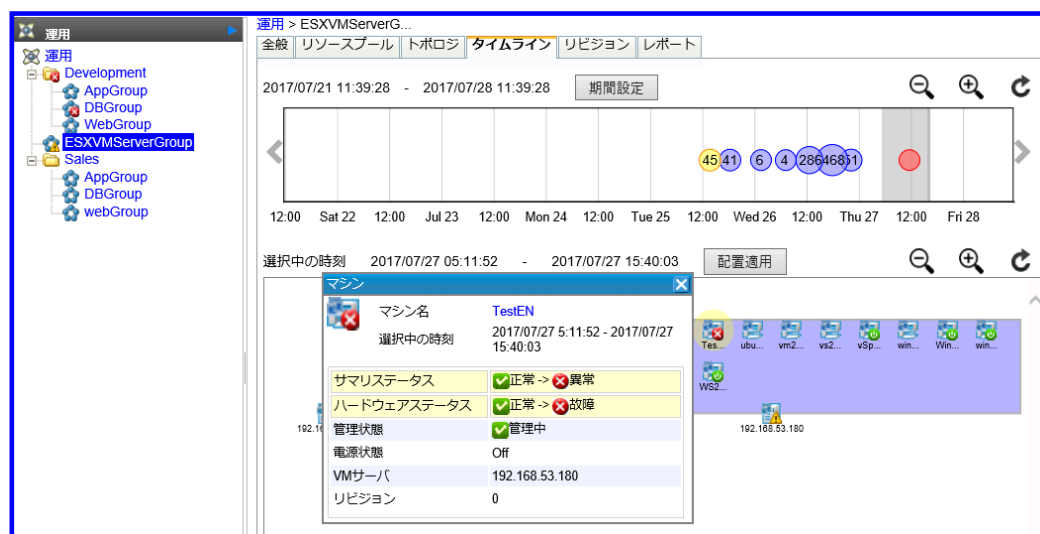 運用
運用
Development
AppGroup
DBGroup
WebGroup
ESXVMServerGroup
Sales
AppGroup
DBGroup
webGroup
運用 > ESXVMServerG...
全般 リソースプール トポロジ タイムライン リビジョン レポート
2017/07/21 11:39:28 - 2017/07/28 11:39:28 期間設定
45 41 6 4 51
12:00 Sat 22 12:00 Jul 23 12:00 Mon 24 12:00 Tue 25 12:00 Wed 26 12:00 Thu 27 12:00 Fri 28
選択中の時刻 2017/07/27 05:11:52 - 2017/07/27 15:40:03 配置適用
マシン
マシン名 TestEN
選択中の時刻 2017/07/27 5:11:52 - 2017/07/27
15:40:03
サマリステータス 正常 -> 異常
ハードウェアステータス 正常 -> 故障
管理状態 管理中
電源状態 Off
VMサーバ 192.168.53.180
リビジョン 0
Tes... ubu... vm2... vs2... vSp... win... Win... win...
WS2...
192.168.53.180